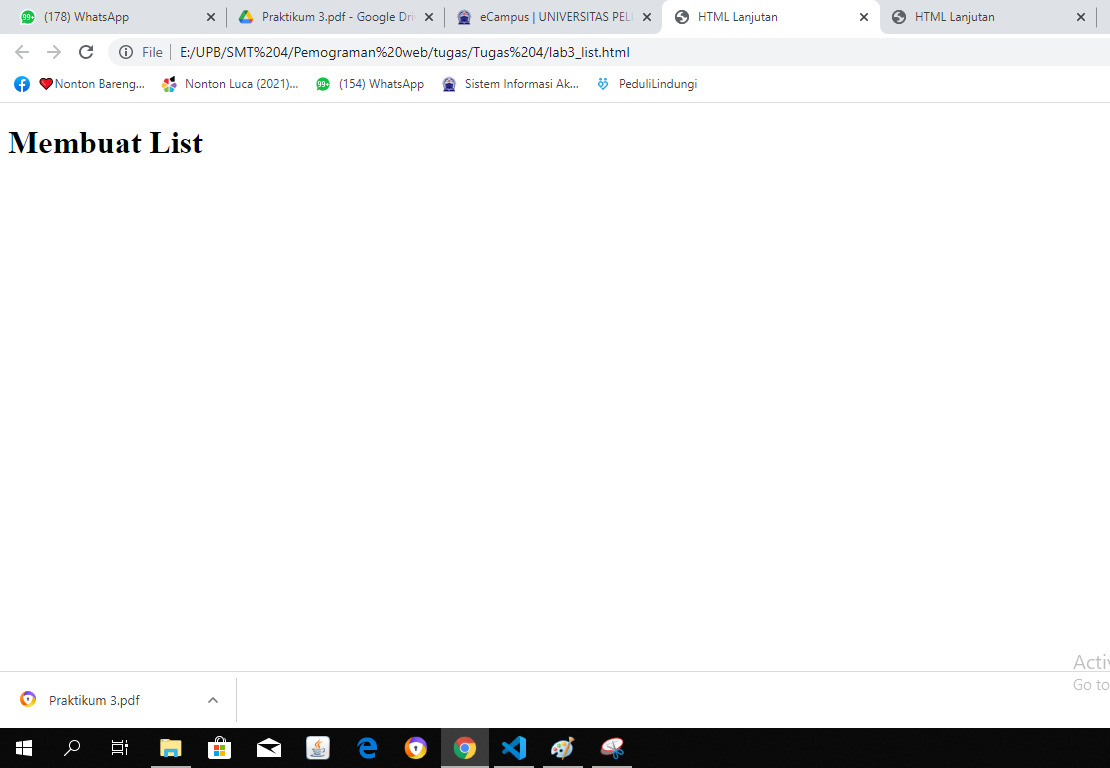 (178) WhatsApp
Praktikum 3.pdf - Google Dri
eCampus | UNIVERSITAS PEL
HTML Lanjutan
HTML Lanjutan
File E:/UPB/SMT%204/Pemograman%20web/tugas/Tugas%204/lab3_list.html
Nonton Bareng...
Nonton Luca (2021)...
99+
(154) WhatsApp
Sistem Informasi Ak...
PeduliLindungi
Membuat List
Activ
Go to
Praktikum 3.pdf